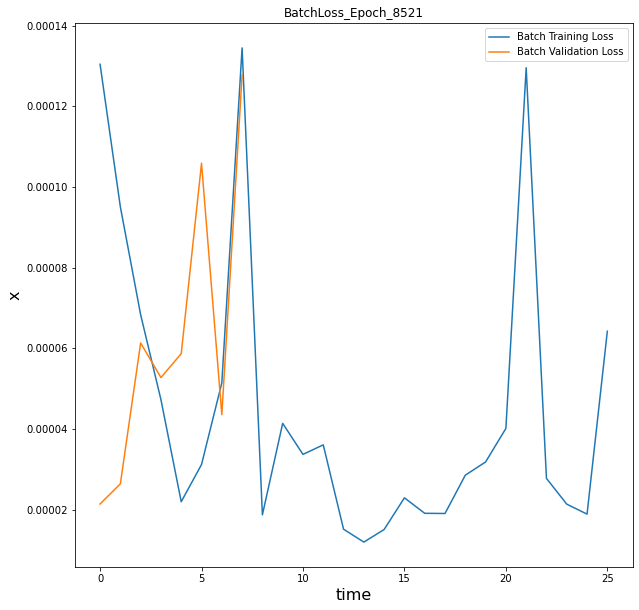 BatchLoss_Epoch_8521
Batch Training Loss
Batch Validation Loss
0.00014
0.00012
0.00010
0.00008
0.00006
0.00004
0.00002
x
0 5 10 15 20 25
time